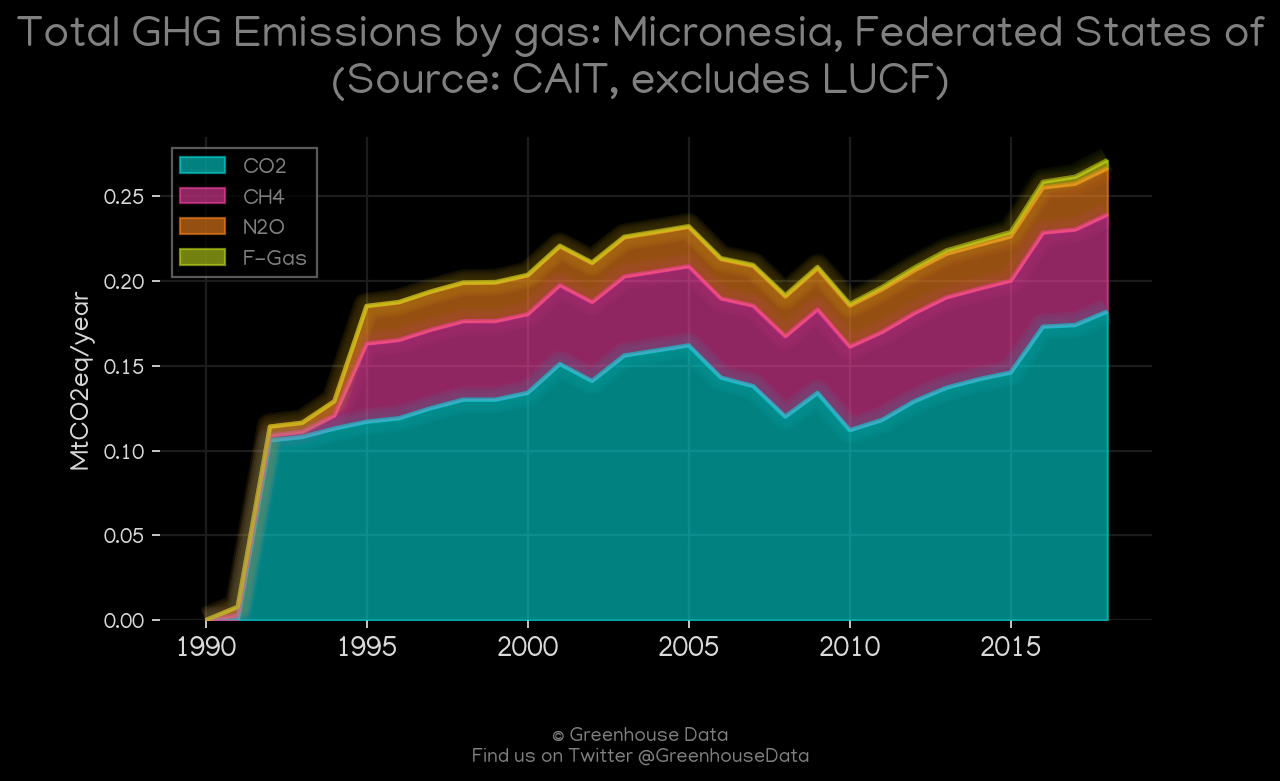 Total GHG Emissions by gas: Micronesia, Federated States of
(Source: CAIT, excludes LUCF)
CO2
CH4
N2O
F-Gas
MtCO2eq/year
0.25
0.20
0.15
0.10
0.05
0.00
1990 1995 2000 2005 2010 2015
© Greenhouse Data
Find us on Twitter @GreenhouseData